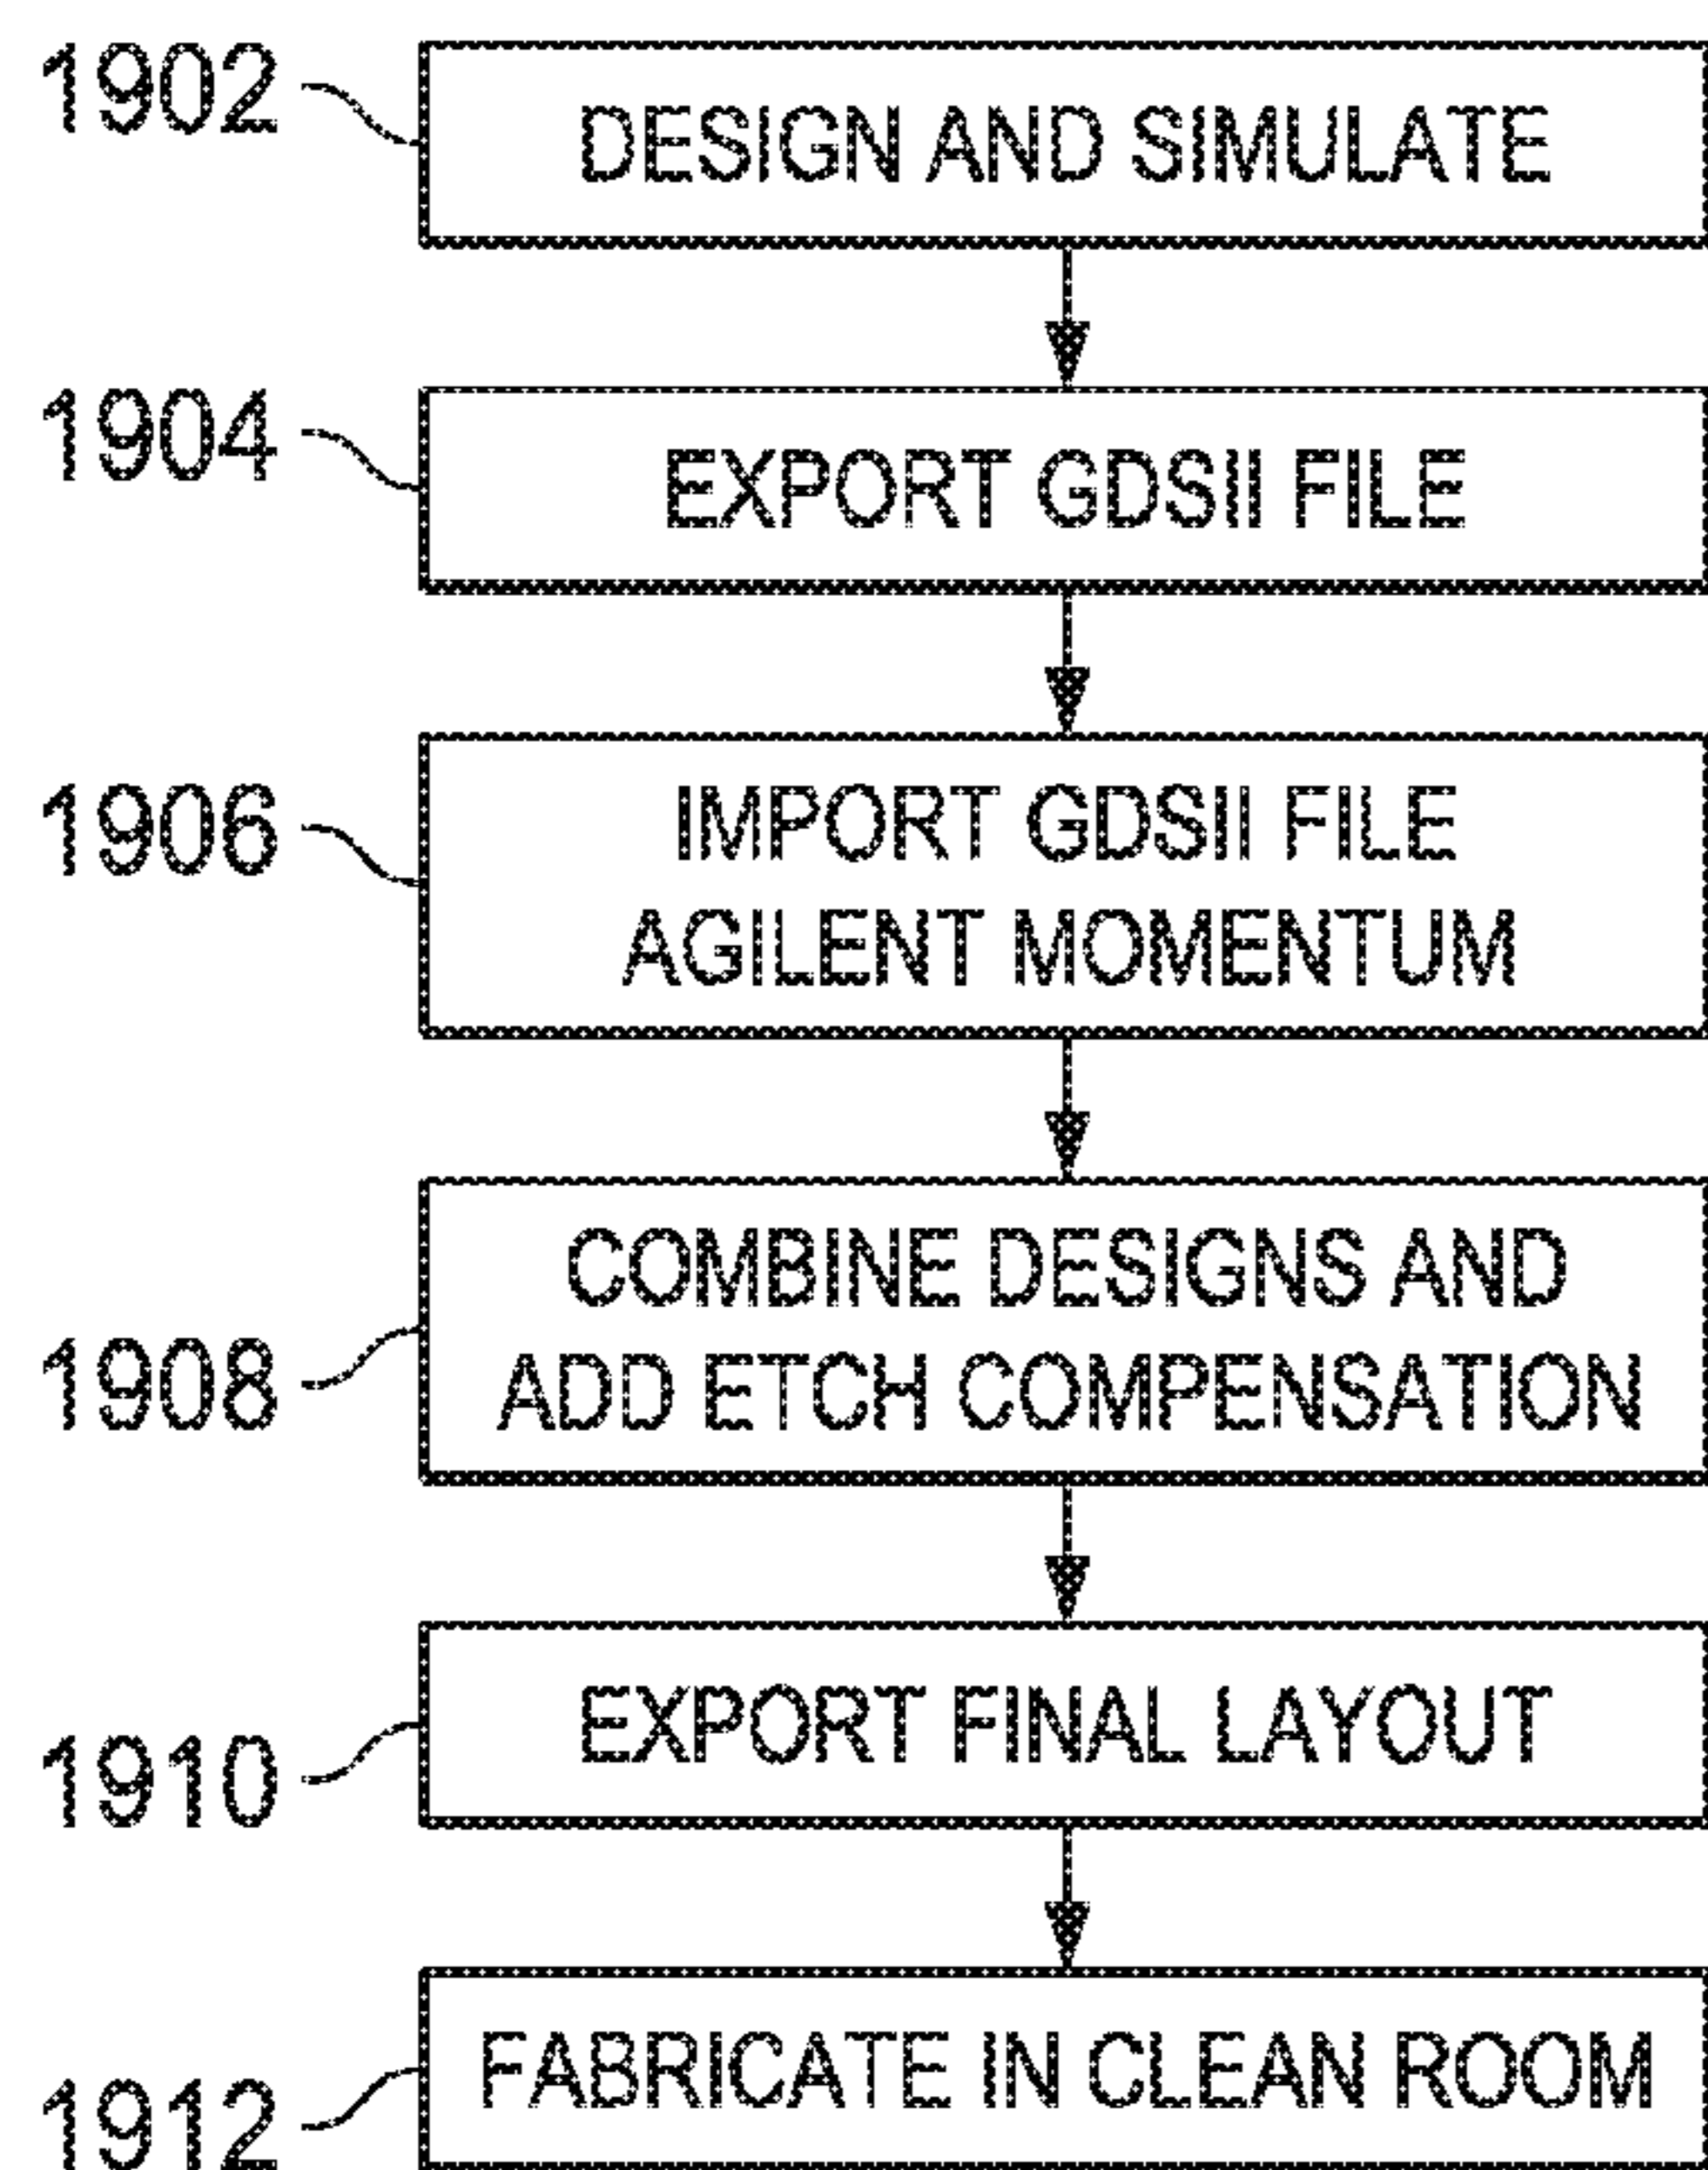 1902
DESIGN AND SIMULATE
1904
EXPORT GDSII FILE
1906
IMPORT GDSII FILE
AGILENT MOMENTUM
COMBINE DESIGNS AND
1908
ADD ETCH COMPENSATION
EXPORT FINAL LAYOUT
1910
FABRICATE IN CLEAN ROOM
1912